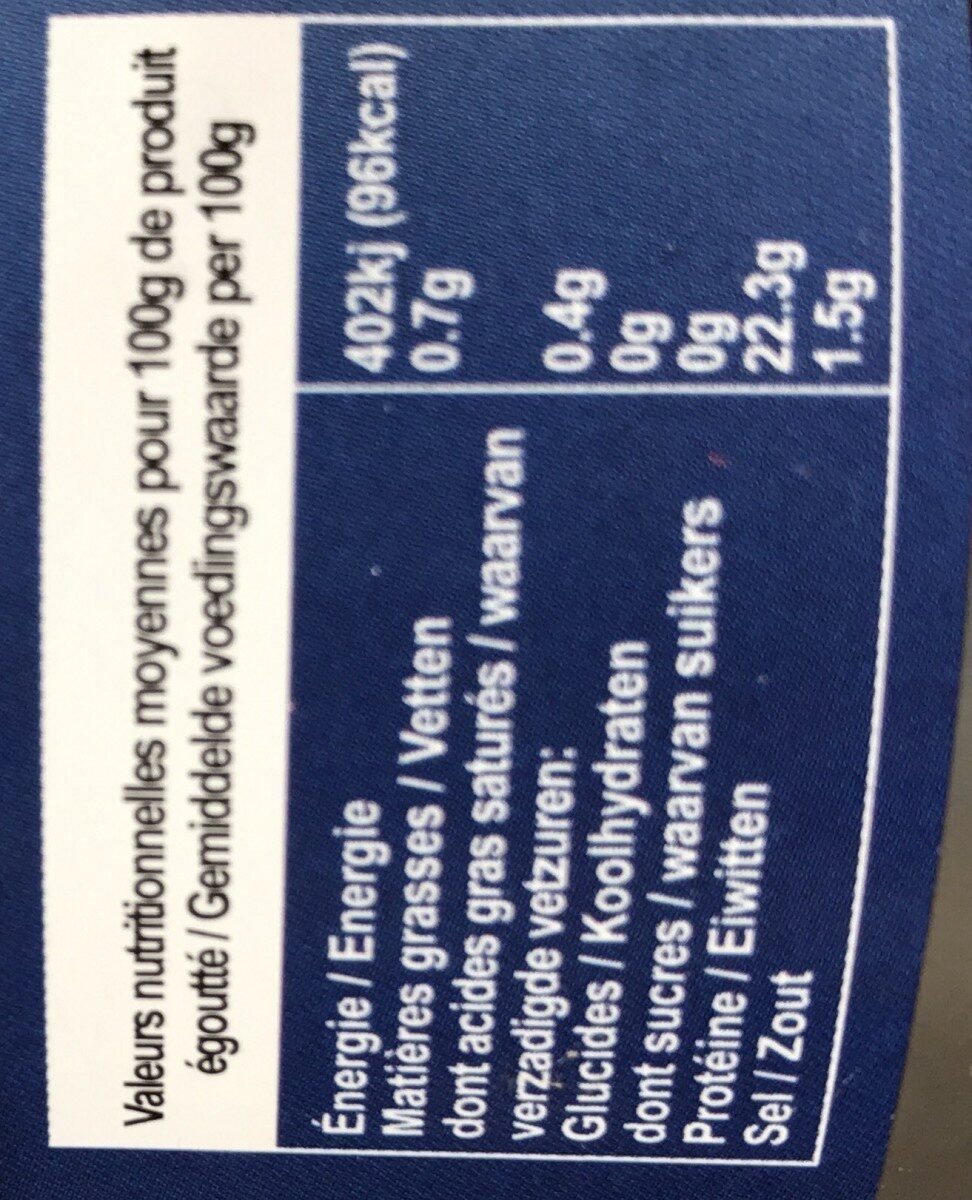 Valeurs nutritionnelles moyennes pour 100g de produit
égoutté / Gemiddelde voedingswaarde per 100g
Énergie / Energie 402kj (96kcal)
Matières grasses / Vetten 0.7g
dont acides gras saturés / waarvan
verzadigde vetzuren: 0.4g
Glucides / Koolhydraten 0g
dont sucres / waarvan suikers 0g
Protéine / Eiwitten 22.3g
Sel / Zout 1.5g